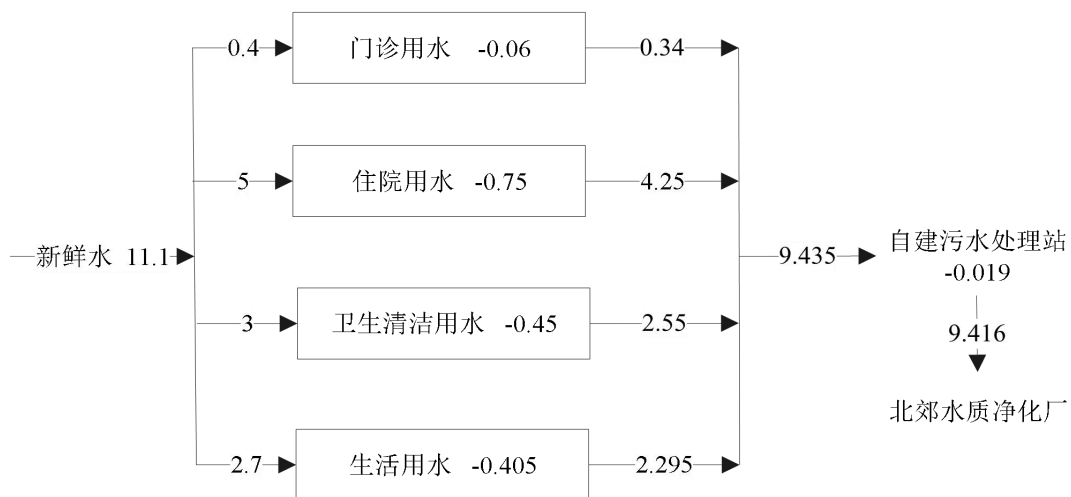 0.4 门诊用水 -0.06 0.34
5 住院用水 -0.75 4.25
新鲜水 11.1
9.435
自建污水处理站
-0.019
3 卫生清洁用水 -0.45 2.55
9.416
北郊水质净化厂
2.7 生活用水 -0.405 2.295